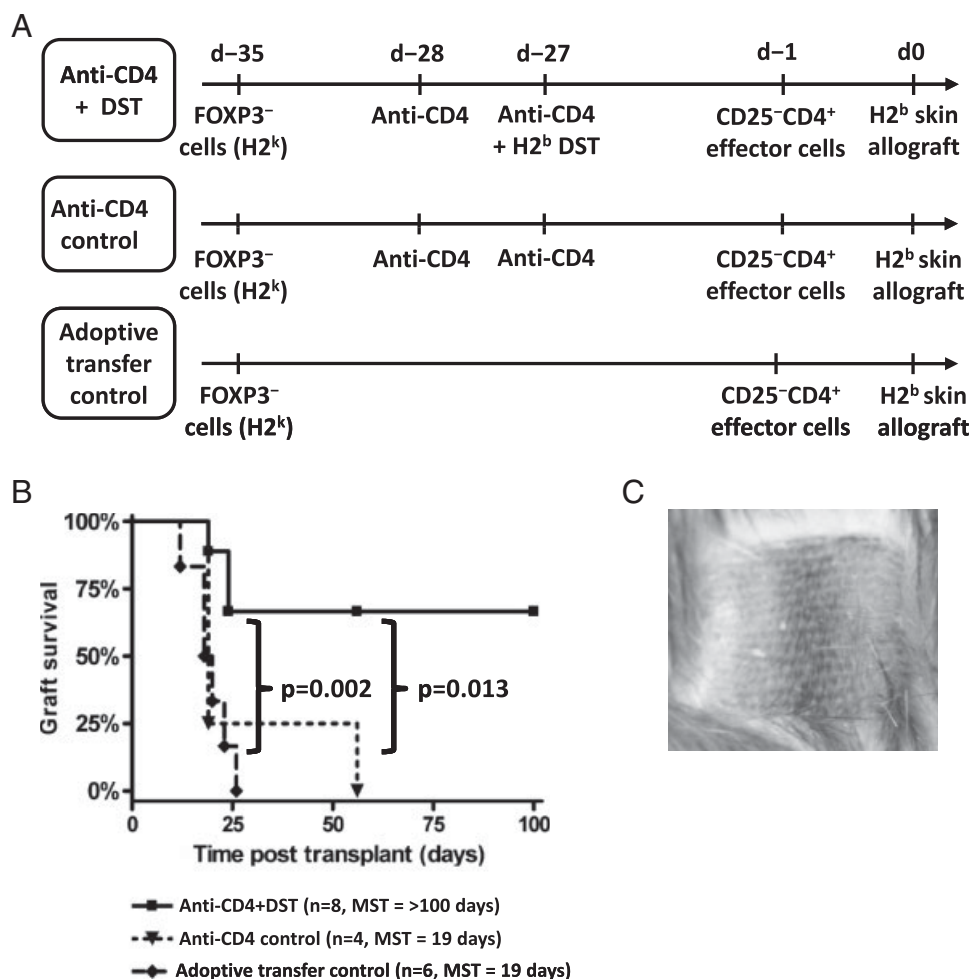 A
Anti-CD4
+ DST
d–35 d–28 d–27 d–1 d0
FOXP3⁻
cells (H2ᵏ)
Anti-CD4
Anti-CD4
+ H2ᵇ DST
CD25⁻CD4⁺
effector cells
H2ᵇ skin
allograft
Anti-CD4
control
FOXP3⁻
cells (H2ᵏ)
Anti-CD4
Anti-CD4
CD25⁻CD4⁺
effector cells
H2ᵇ skin
allograft
Adoptive
transfer
control
FOXP3⁻
cells (H2ᵏ)
CD25⁻CD4⁺
effector cells
H2ᵇ skin
allograft
B
Graft survival
100%
75%
50%
25%
0%
p=0.002
p=0.013
0 25 50 75 100
Time post transplant (days)
Anti-CD4+DST (n=8, MST = >100 days)
Anti-CD4 control (n=4, MST = 19 days)
Adoptive transfer control (n=6, MST = 19 days)
C